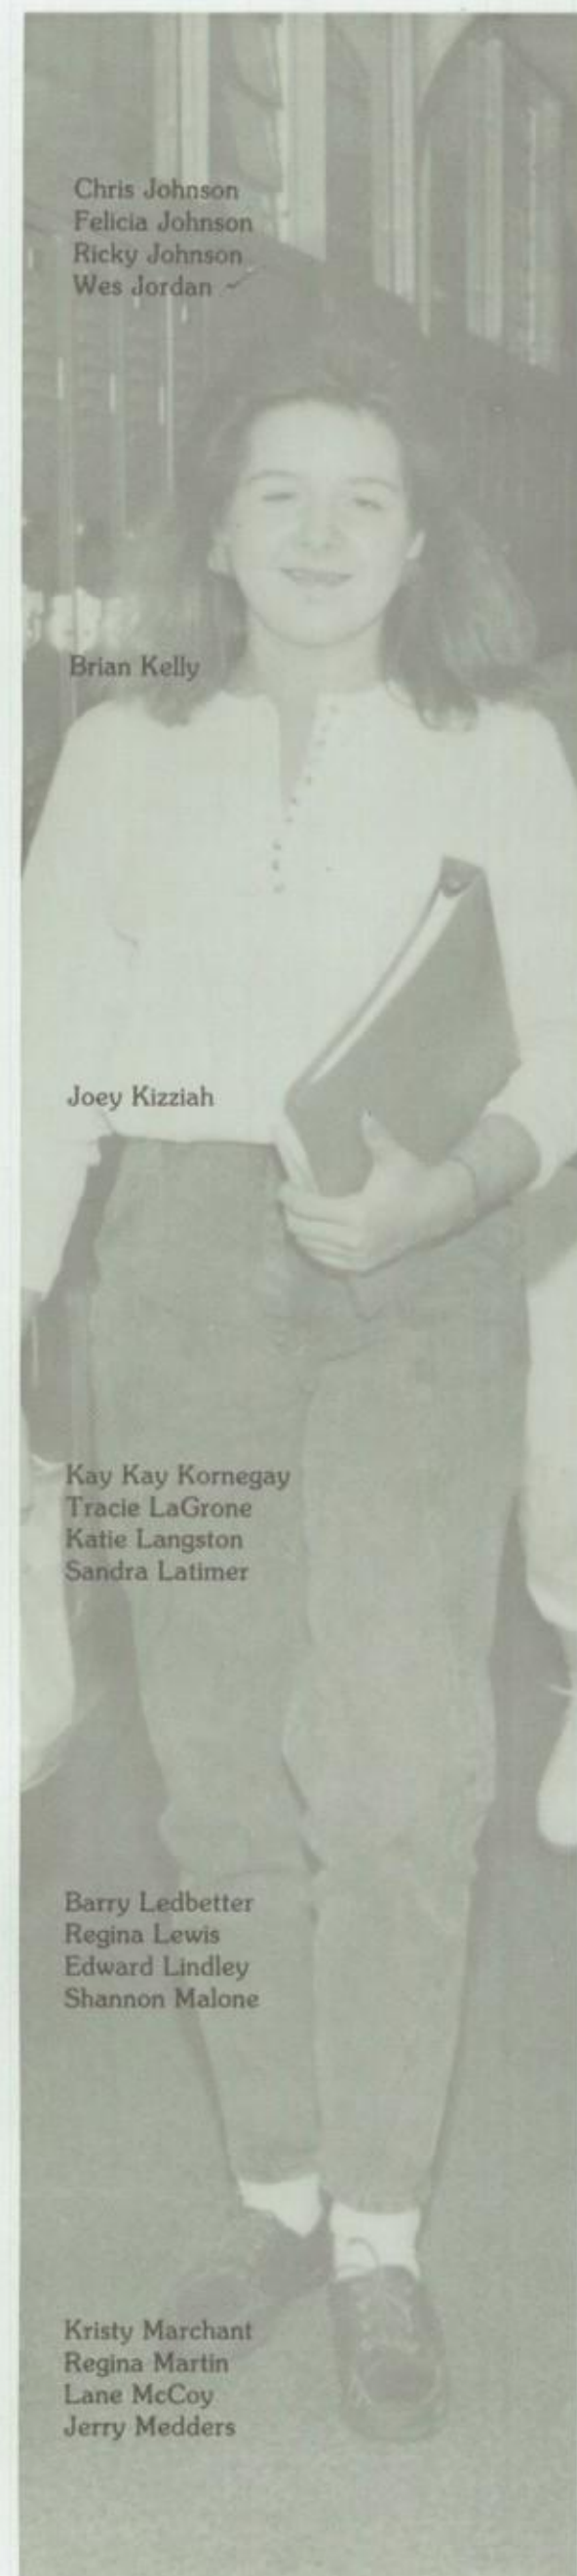 Chris Johnson
Felicia Johnson
Ricky Johnson
Wes Jordan
Brian Kelly
Joey Kizziah
Kay Kay Kornegay
Tracie LaGrone
Katie Langston
Sandra Latimer
Barry Ledbetter
Regina Lewis
Edward Lindley
Shannon Malone
Kristy Marchant
Regina Martin
Lane McCoy
Jerry Medders